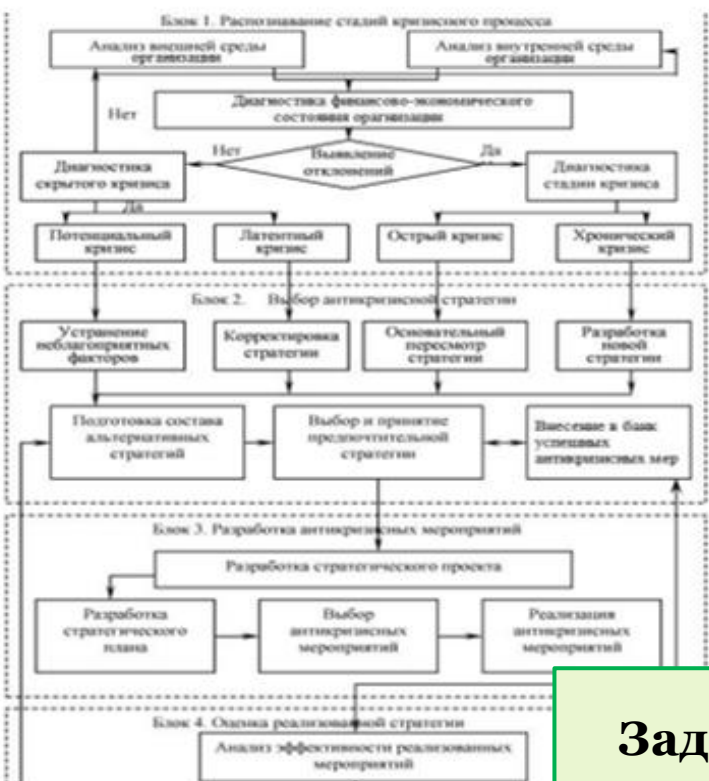 Блок 1. Распознавание стадий кризисного процесса
Анализ внешней среды
организации
Анализ внутренней среды
организации
Нет
Диагностика финансово-экономического
состояния орагнизации
Нет
Выявление
отклонений
Да
Диагностика
скрытого кризиса
Диагностика
стадии кризиса
Да
Потенциальный
кризис
Латентный
кризис
Острый кризис
Хронический
кризис
Блок 2. Выбор антикризисной стратегии
Устранение
неблагоприятных
факторов
Корректировка
стратегии
Основательный
пересмотр
стратегии
Разработка
новой
стратегии
Подготовка состава
альтернативных
стратегий
Выбор и принятие
предпочтительной
стратегии
Внесение в банк
успешных
антикризисных мер
Блок 3. Разработка антикризисных мероприятий
Разработка стратегического проекта
Разработка
стратегического
плана
Выбор
антикризисных
мероприятий
Реализация
антикризисных
мероприятий
Блок 4. Оценка реализованной стратегии
Анализ эффективности реализованных
мероприятий
Зад